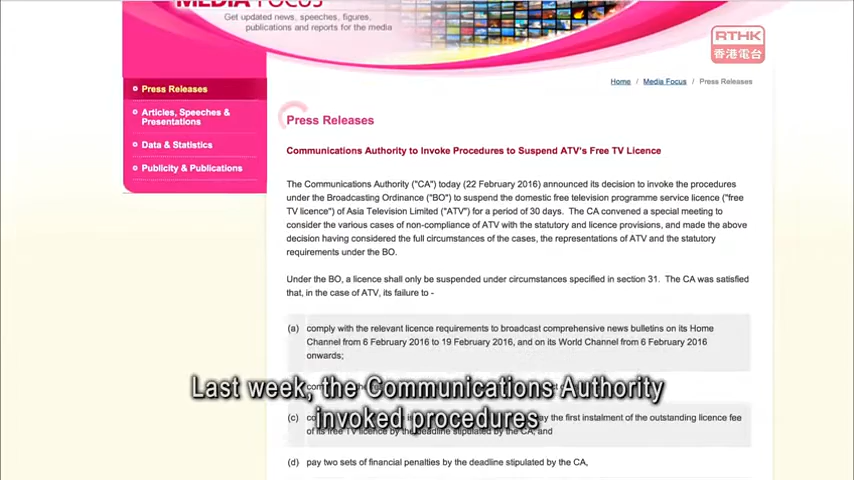 MEDIA FOCUS
Get updated news, speeches, figures,
publications and reports for the media
RTHK
香港電台
Home / Media Focus / Press Releases
Press Releases
Articles, Speeches &
Presentations
Data & Statistics
Publicity & Publications
Press Releases
Communications Authority to Invoke Procedures to Suspend ATV's Free TV Licence
The Communications Authority ("CA") today (22 February 2016) announced its decision to invoke the procedures
under the Broadcasting Ordinance ("BO") to suspend the domestic free television programme service licence ("free
TV licence") of Asia Television Limited ("ATV") for a period of 30 days. The CA convened a special meeting to
consider the various cases of non-compliance of ATV with the statutory and licence provisions, and made the above
decision having considered the full circumstances of the cases, the representations of ATV and the statutory
requirements under the BO.
Under the BO, a licence shall only be suspended under circumstances specified in section 31. The CA was satisfied
that, in the case of ATV, its failure to -
(a) comply with the relevant licence requirements to broadcast comprehensive news bulletins on its Home
Channel from 6 February 2016 to 19 February 2016, and on its World Channel from 6 February 2016
onwards;
(c) the first instalment of the outstanding licence fee
of its free TV licence by the deadline stipulated by the CA; and
(d) pay two sets of financial penalties by the deadline stipulated by the CA,
Last week, the Communications Authority
invoked procedures